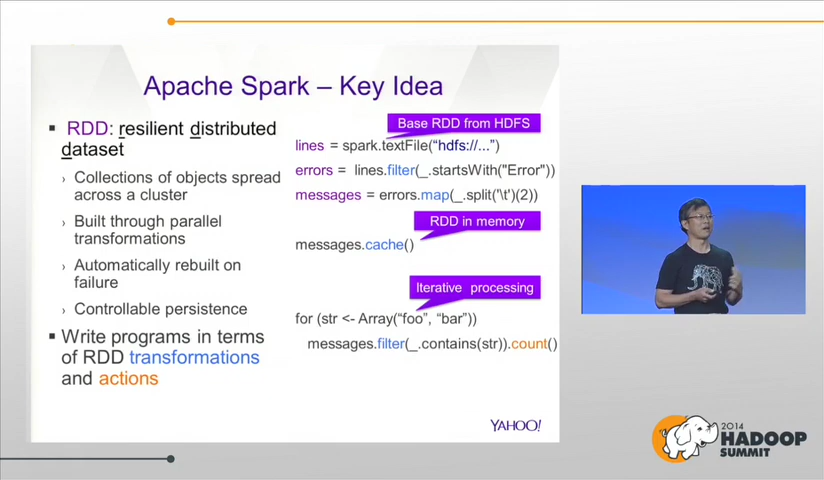 Apache Spark – Key Idea
▪ RDD: resilient distributed
dataset
› Collections of objects spread
across a cluster
› Built through parallel
transformations
› Automatically rebuilt on
failure
› Controllable persistence
▪ Write programs in terms
of RDD transformations
and actions
Base RDD from HDFS
lines = spark.textFile(“hdfs://...”)
errors = lines.filter(_.startsWith("Error"))
messages = errors.map(_.split('\t')(2))
RDD in memory
messages.cache()
Iterative processing
for (str <- Array(“foo”, “bar”))
messages.filter(_.contains(str)).count()
YAHOO!
2014
HADOOP
SUMMIT